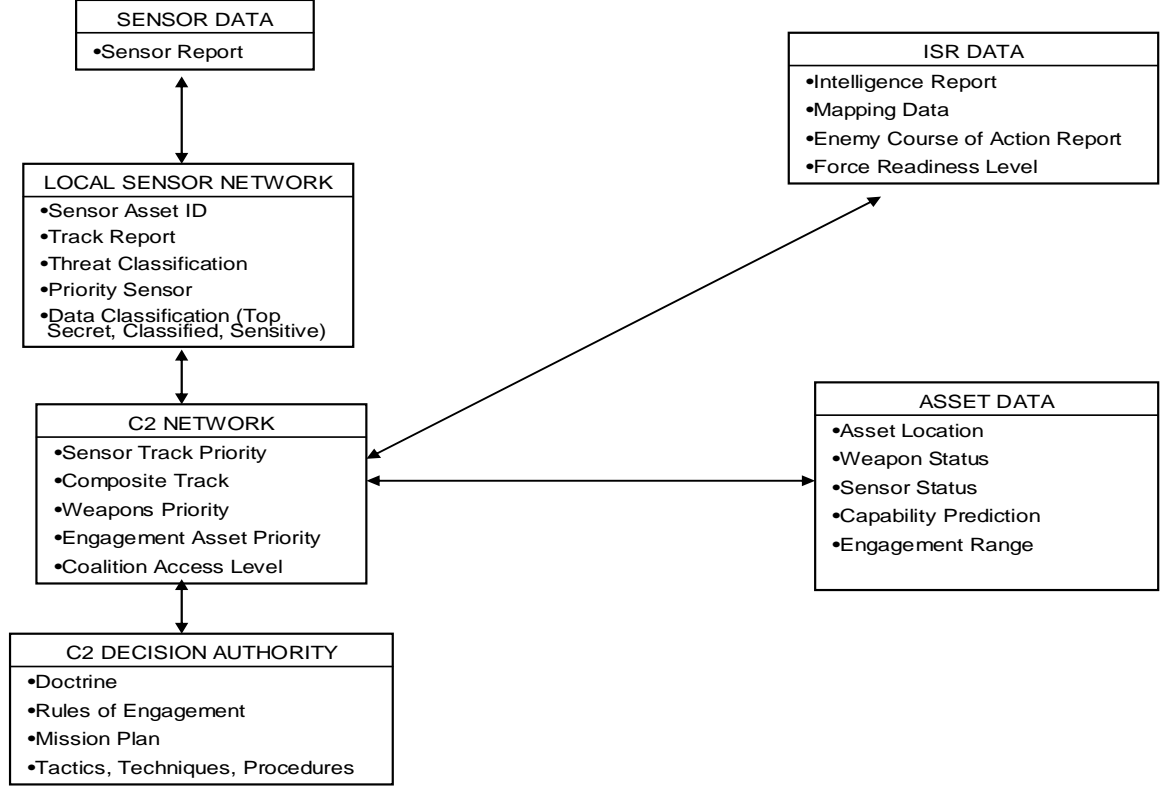 SENSOR DATA
•Sensor Report
ISR DATA
•Intelligence Report
•Mapping Data
•Enemy Course of Action Report
•Force Readiness Level
LOCAL SENSOR NETWORK
•Sensor Asset ID
•Track Report
•Threat Classification
•Priority Sensor
•Data Classification (Top
Secret, Classified, Sensitive)
C2 NETWORK
•Sensor Track Priority
•Composite Track
•Weapons Priority
•Engagement Asset Priority
•Coalition Access Level
ASSET DATA
•Asset Location
•Weapon Status
•Sensor Status
•Capability Prediction
•Engagement Range
C2 DECISION AUTHORITY
•Doctrine
•Rules of Engagement
•Mission Plan
•Tactics, Techniques, Procedures